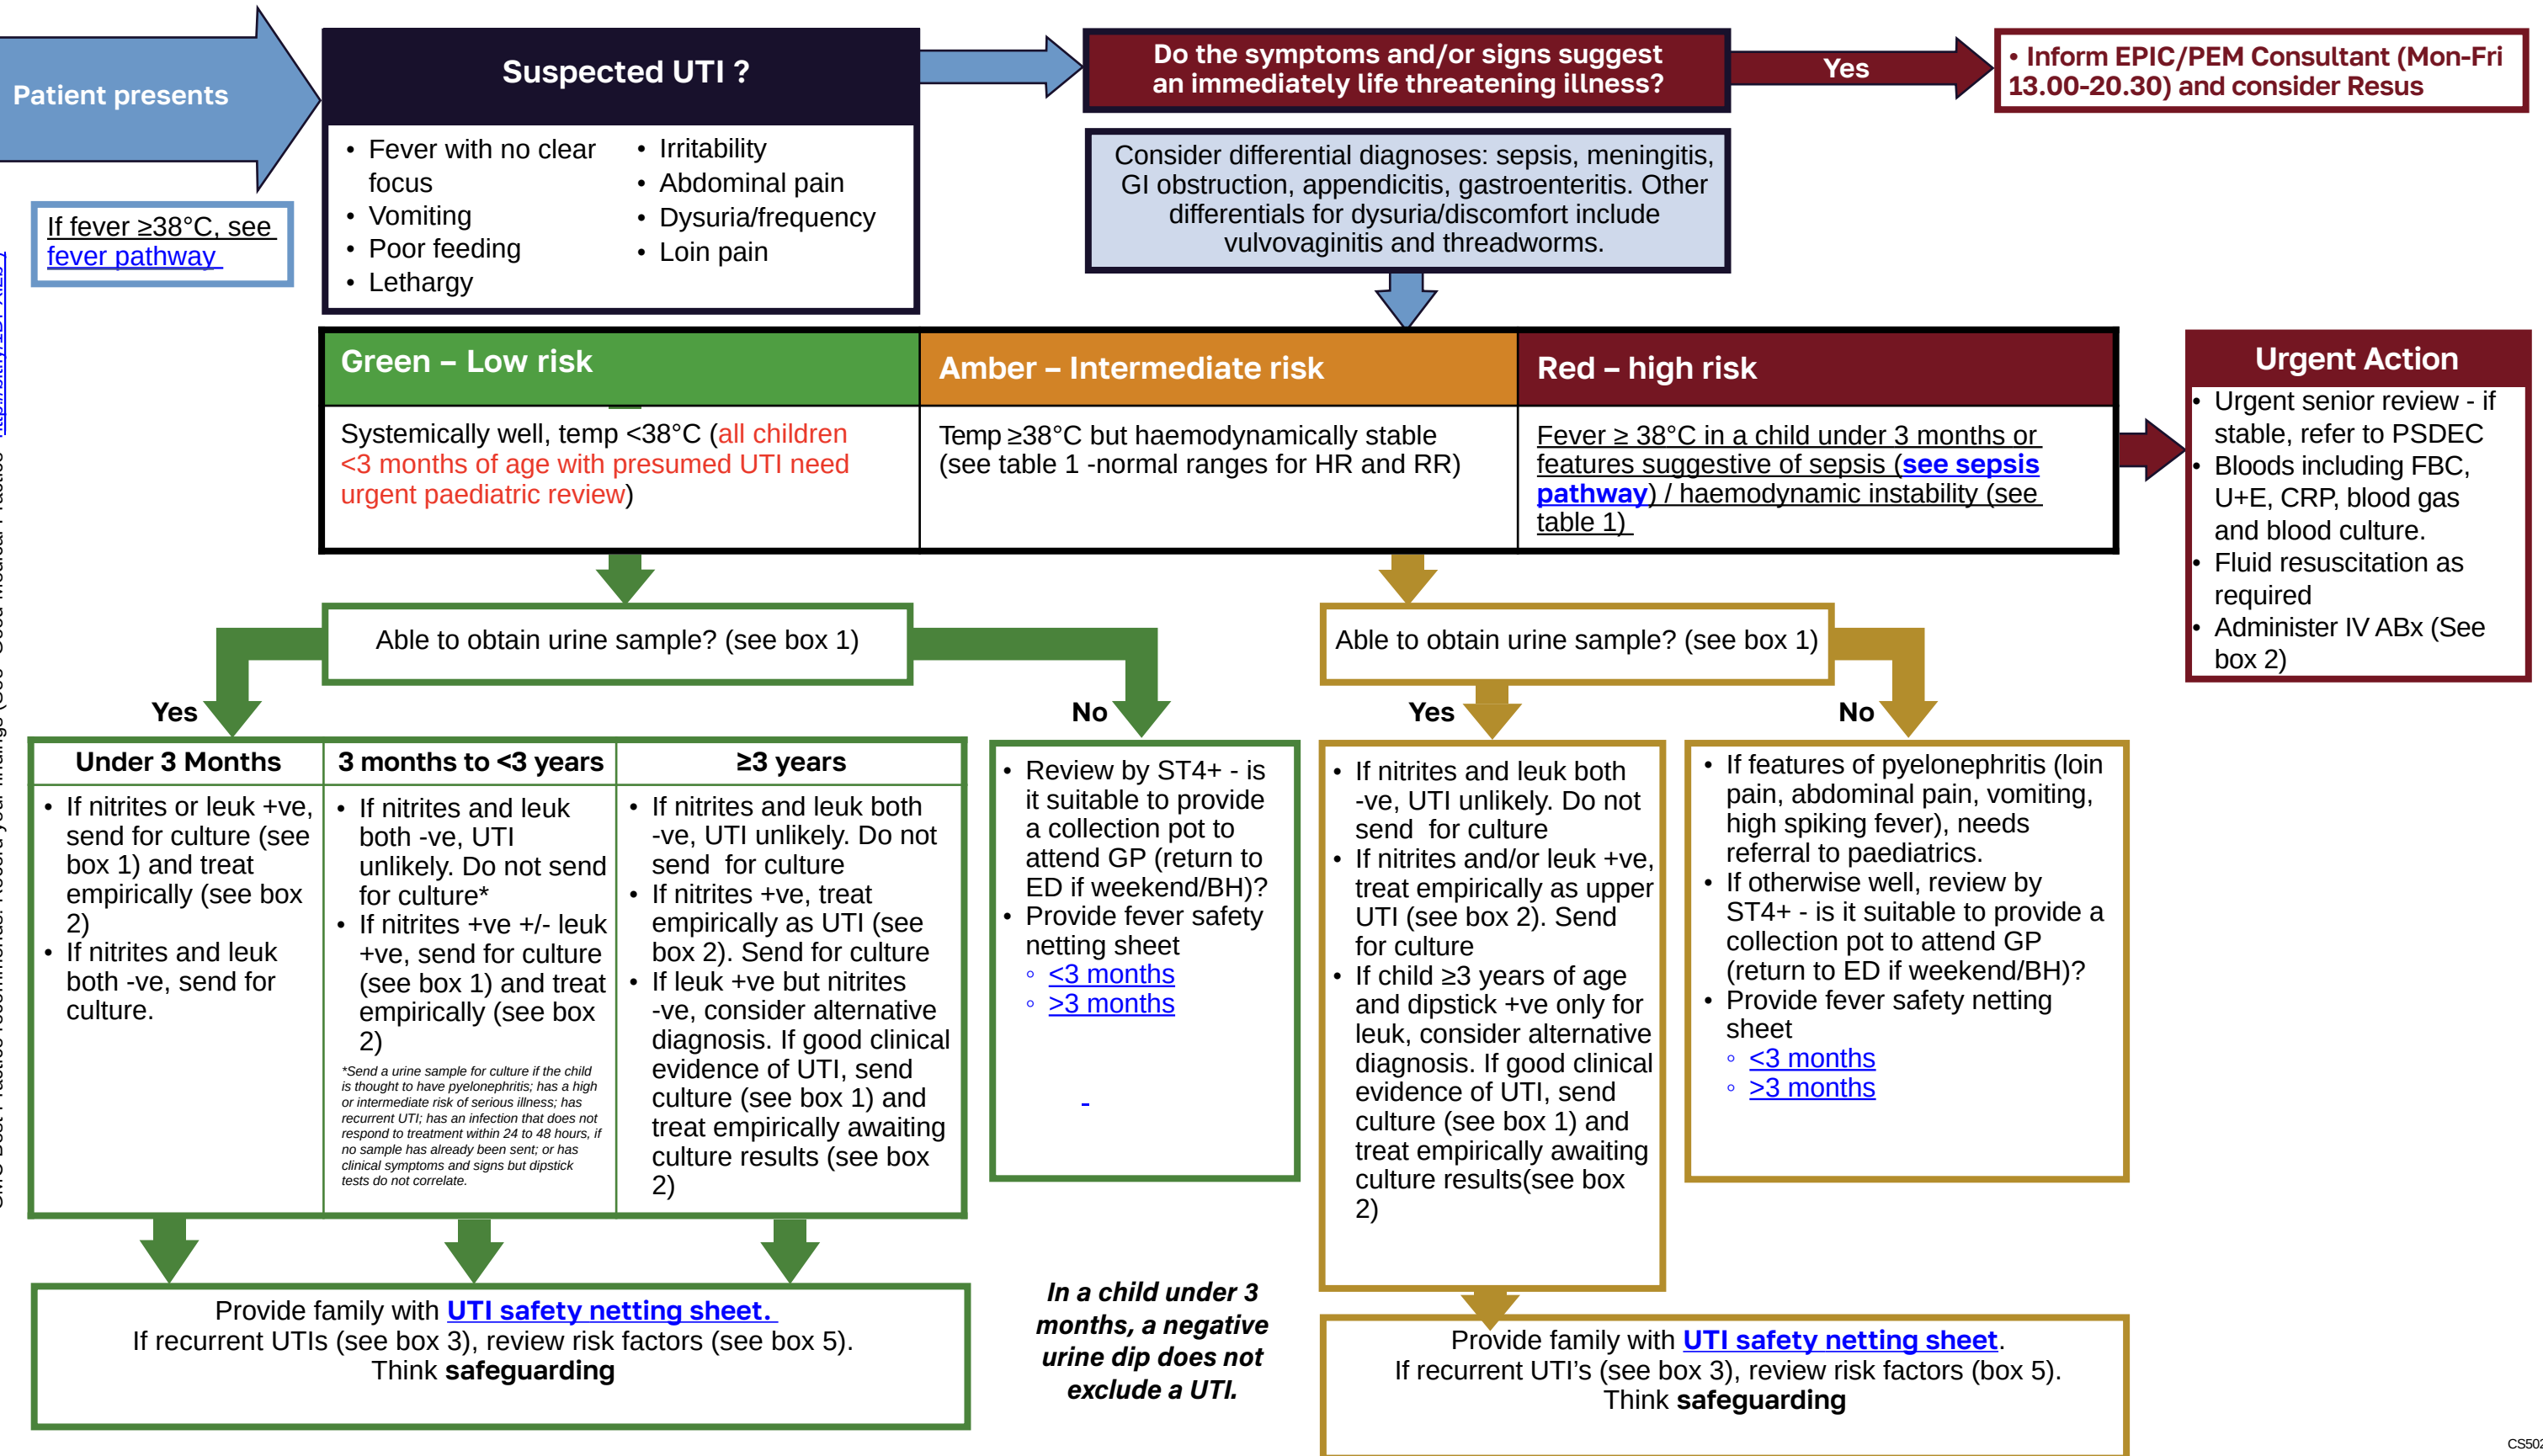 Patient presents
If fever ≥38°C, see
fever pathway
Suspected UTI ?
• Fever with no clear
focus
• Vomiting
• Poor feeding
• Lethargy
• Irritability
• Abdominal pain
• Dysuria/frequency
• Loin pain
Do the symptoms and/or signs suggest
an immediately life threatening illness?
Yes
• Inform EPIC/PEM Consultant (Mon-Fri
13.00-20.30) and consider Resus
Consider differential diagnoses: sepsis, meningitis,
GI obstruction, appendicitis, gastroenteritis. Other
differentials for dysuria/discomfort include
vulvovaginitis and threadworms.
Green – Low risk
Systemically well, temp <38°C (all children
<3 months of age with presumed UTI need
urgent paediatric review)
Amber – Intermediate risk
Temp ≥38°C but haemodynamically stable
(see table 1 -normal ranges for HR and RR)
Red – high risk
Fever ≥ 38°C in a child under 3 months or
features suggestive of sepsis (see sepsis
pathway) / haemodynamic instability (see
table 1)
Urgent Action
• Urgent senior review - if
stable, refer to PSDEC
• Bloods including FBC,
U+E, CRP, blood gas
and blood culture.
• Fluid resuscitation as
required
• Administer IV ABx (See
box 2)
Able to obtain urine sample? (see box 1)
Yes
No
Able to obtain urine sample? (see box 1)
Yes
No
Under 3 Months
• If nitrites or leuk +ve,
send for culture (see
box 1) and treat
empirically (see box
2)
• If nitrites and leuk
both -ve, send for
culture.
3 months to <3 years
• If nitrites and leuk
both -ve, UTI
unlikely. Do not send
for culture*
• If nitrites +ve +/- leuk
+ve, send for culture
(see box 1) and treat
empirically (see box
2)
*Send a urine sample for culture if the child
is thought to have pyelonephritis; has a high
or intermediate risk of serious illness; has
recurrent UTI; has an infection that does not
respond to treatment within 24 to 48 hours, if
no sample has already been sent; or has
clinical symptoms and signs but dipstick
tests do not correlate.
≥3 years
• If nitrites and leuk both
-ve, UTI unlikely. Do not
send for culture
• If nitrites +ve, treat
empirically as UTI (see
box 2). Send for culture
• If leuk +ve but nitrites
-ve, consider alternative
diagnosis. If good clinical
evidence of UTI, send
culture (see box 1) and
treat empirically awaiting
culture results (see box
2)
• Review by ST4+ - is
it suitable to provide
a collection pot to
attend GP (return to
ED if weekend/BH)?
• Provide fever safety
netting sheet
◦ <3 months
◦ >3 months
• If nitrites and leuk both
-ve, UTI unlikely. Do not
send for culture
• If nitrites and/or leuk +ve,
treat empirically as upper
UTI (see box 2). Send
for culture
• If child ≥3 years of age
and dipstick +ve only for
leuk, consider alternative
diagnosis. If good clinical
evidence of UTI, send
culture (see box 1) and
treat empirically awaiting
culture results(see box
2)
• If features of pyelonephritis (loin
pain, abdominal pain, vomiting,
high spiking fever), needs
referral to paediatrics.
• If otherwise well, review by
ST4+ - is it suitable to provide a
collection pot to attend GP
(return to ED if weekend/BH)?
• Provide fever safety netting
sheet
◦ <3 months
◦ >3 months
Provide family with UTI safety netting sheet.
If recurrent UTIs (see box 3), review risk factors (see box 5).
Think safeguarding
In a child under 3
months, a negative
urine dip does not
exclude a UTI.
Provide family with UTI safety netting sheet.
If recurrent UTI's (see box 3), review risk factors (box 5).
Think safeguarding
CS502